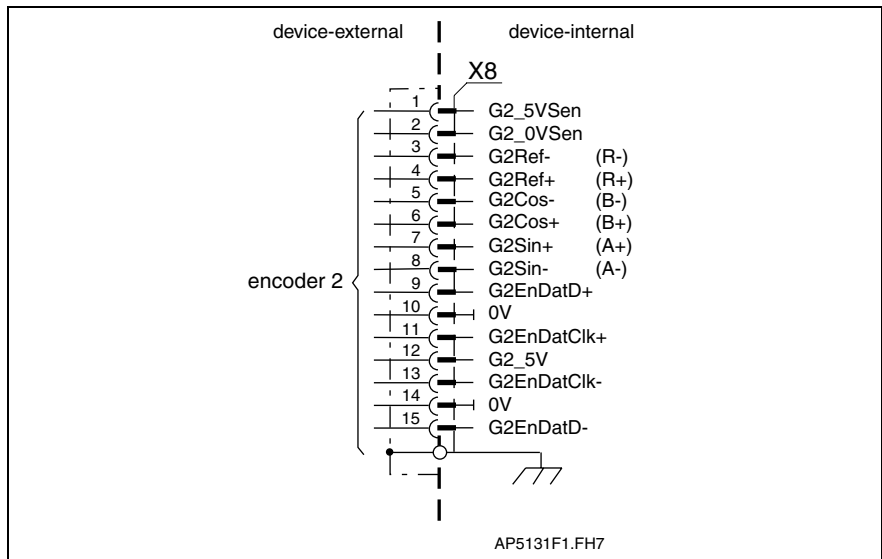 device-external device-internal
X8
1 G2_5VSen
2 G2_0VSen
3 G2Ref- (R-)
4 G2Ref+ (R+)
5 G2Cos- (B-)
6 G2Cos+ (B+)
7 G2Sin+ (A+)
8 G2Sin- (A-)
encoder 2
9 G2EnDatD+
10 0V
11 G2EnDatClk+
12 G2_5V
13 G2EnDatClk-
14 0V
15 G2EnDatD-
AP5131F1.FH7